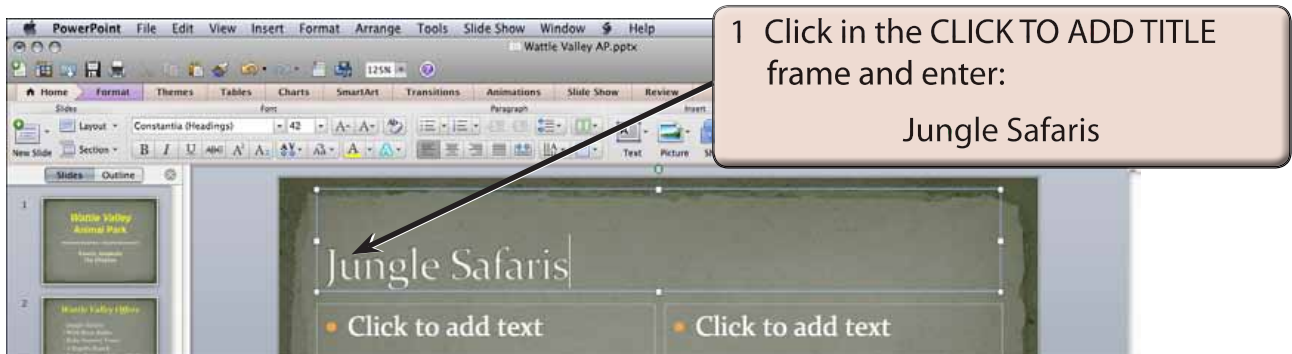 PowerPoint File Edit View Insert Format Arrange Tools Slide Show Window Help
Wattle Valley AP.pptx
125%
Home Format Themes Tables Charts SmartArt Transitions Animations Slide Show Review
Slides Font Paragraph Insert
Layout Constantia (Headings) 42
New Slide Section B I U Text Picture
Slides Outline
1 Click in the CLICK TO ADD TITLE
frame and enter:
Jungle Safaris
1
Wattle Valley
Animal Park
2
Wattle Valley Offers
Jungle Safaris
• Click to add text
• Click to add text